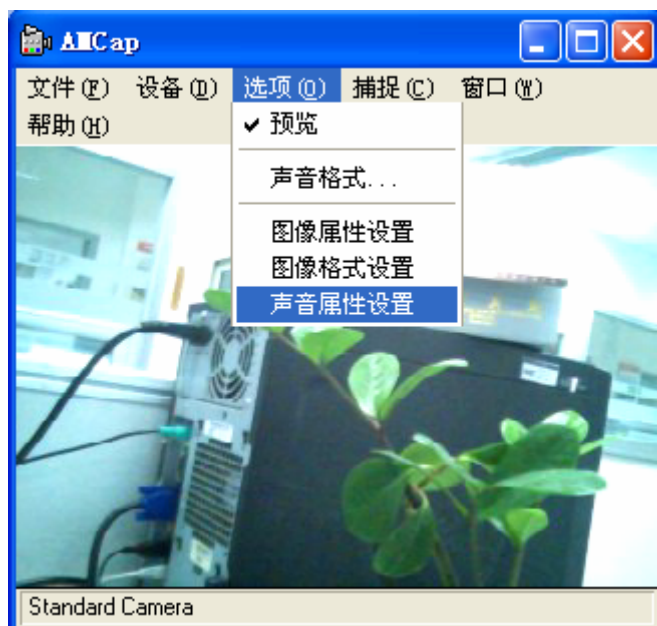 AMCap
文件(F) 设备(D) 选项(O) 捕捉(C) 窗口(W)
帮助(H)
✓ 预览
声音格式...
图像属性设置
图像格式设置
声音属性设置
Standard Camera